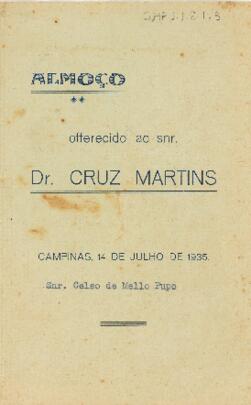 ALMOÇO
offerecido ao snr.
Dr. CRUZ MARTINS
CAMPINAS, 14 DE JULHO DE 1935.
Snr. Celso de Mello Pupo